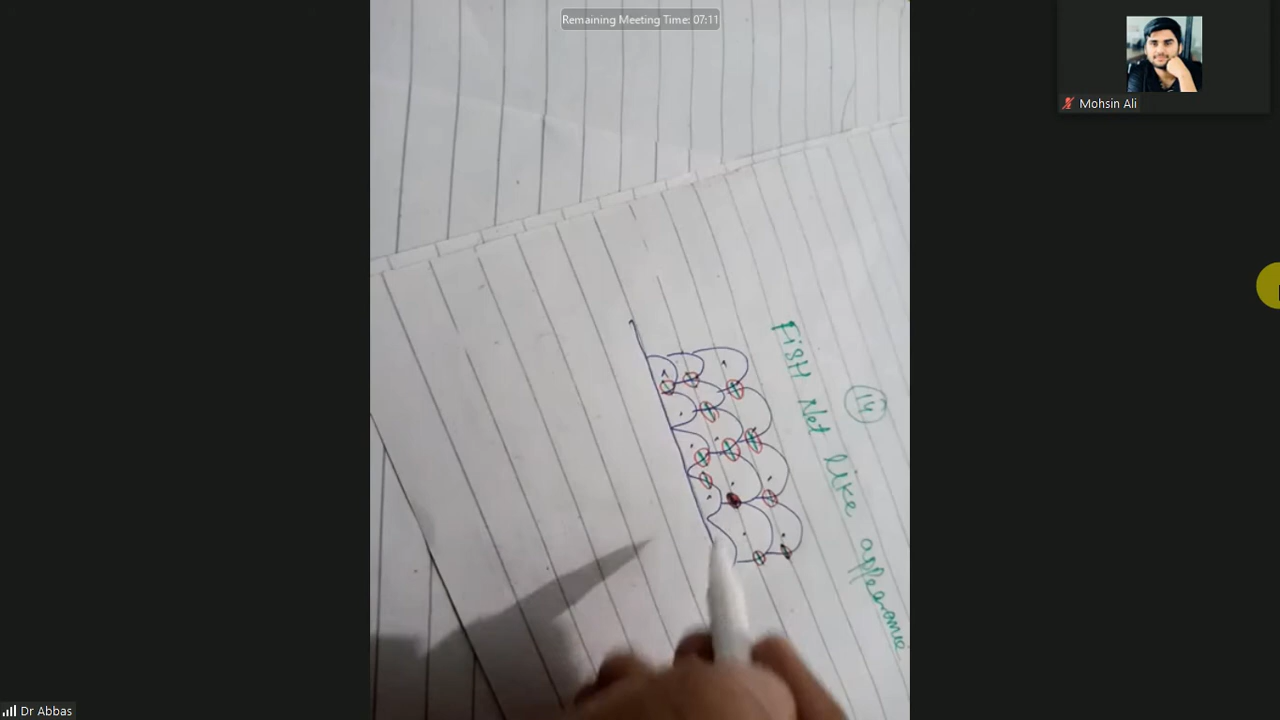 Remaining Meeting Time: 07:11
Mohsin Ali
14
FiSH Net like appearance
Dr Abbas